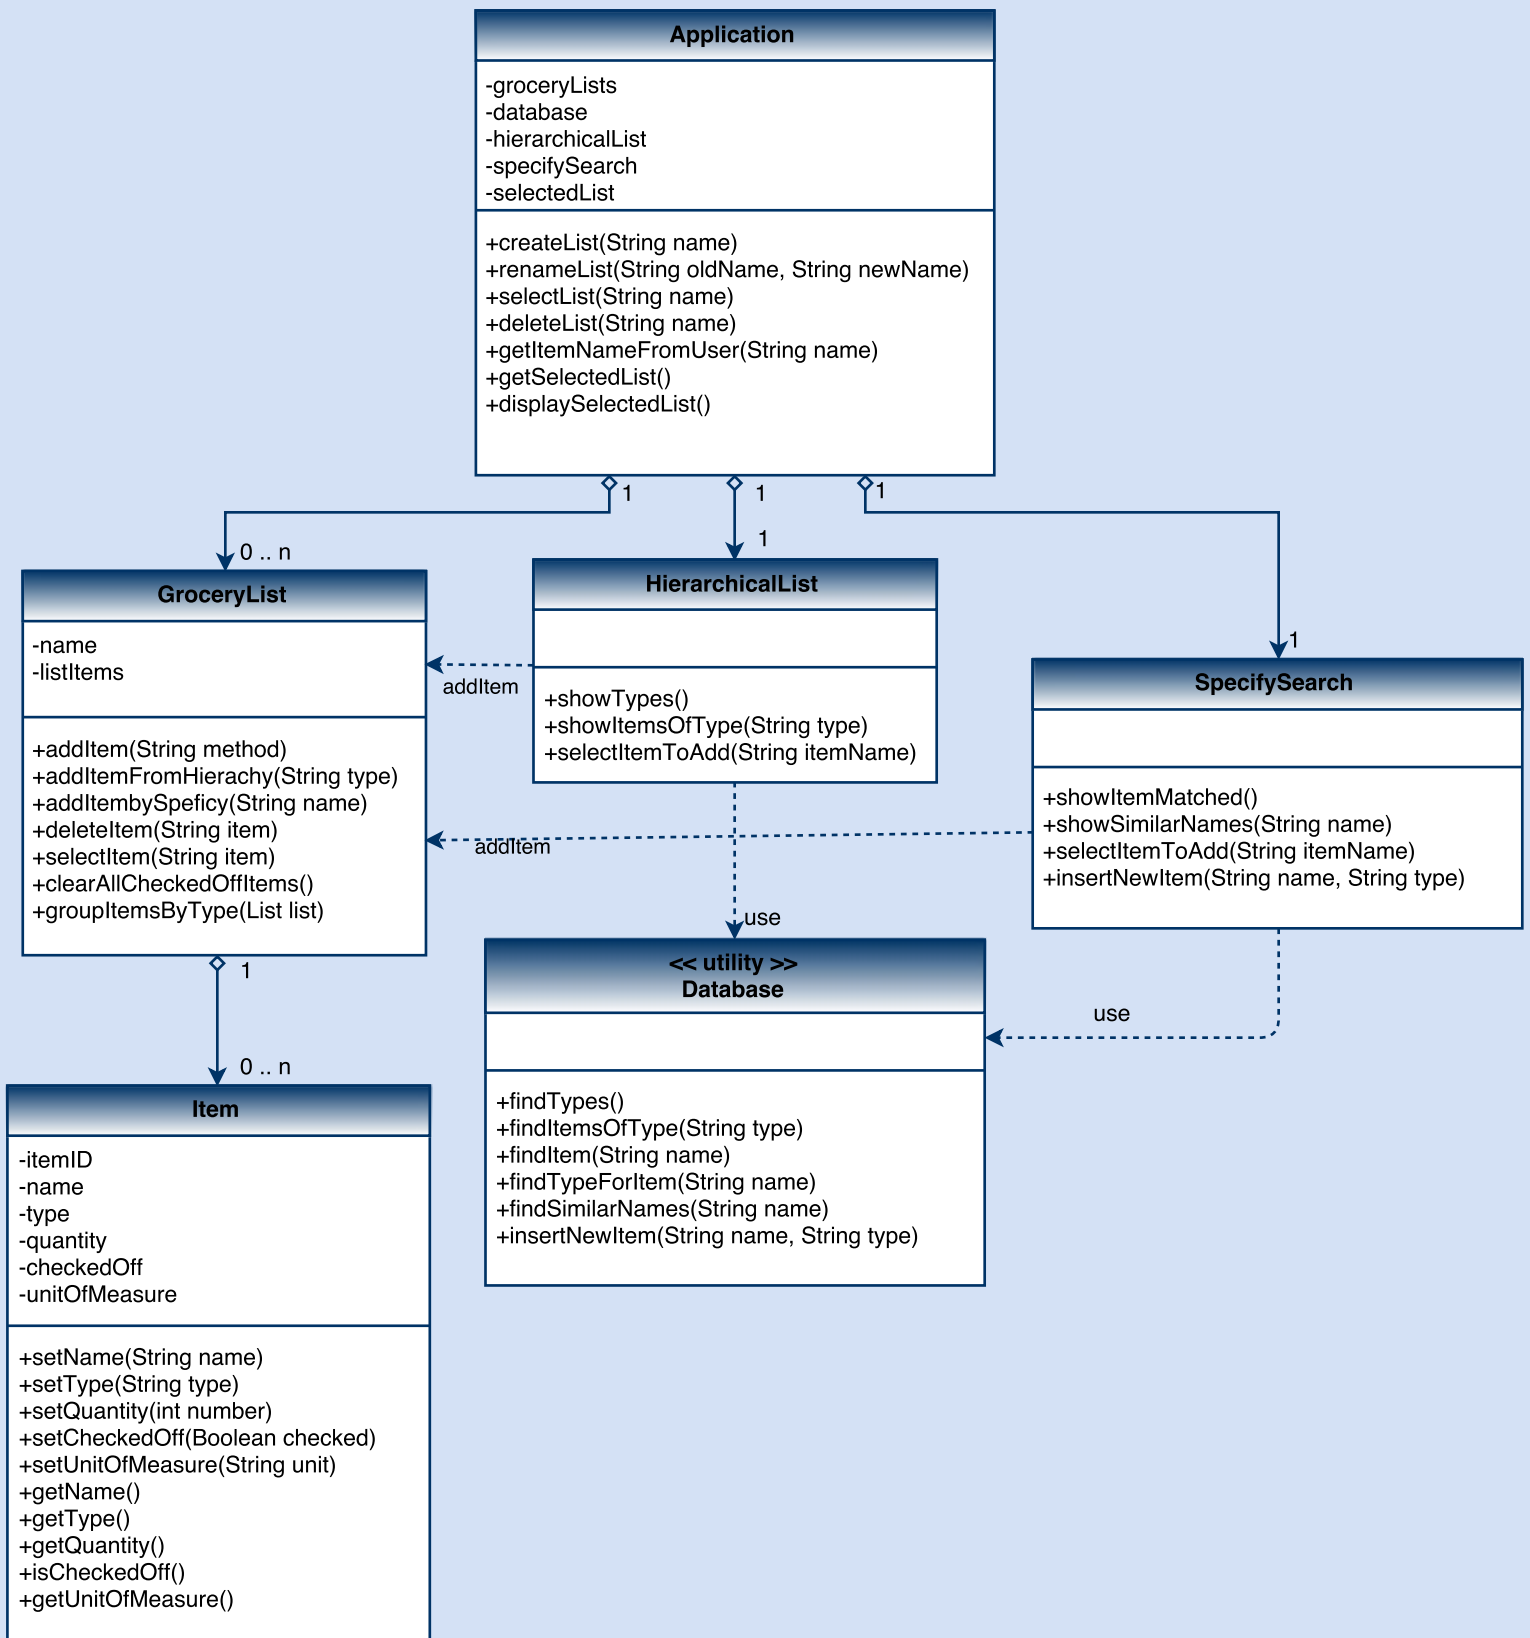 Application
-groceryLists
-database
-hierarchicalList
-specifySearch
-selectedList
+createList(String name)
+renameList(String oldName, String newName)
+selectList(String name)
+deleteList(String name)
+getItemNameFromUser(String name)
+getSelectedList()
+displaySelectedList()
1
1
1
0 .. n
1
1
GroceryList
-name
-listItems
+addItem(String method)
+addItemFromHierachy(String type)
+addItembySpeficy(String name)
+deleteItem(String item)
+selectItem(String item)
+clearAllCheckedOffItems()
+groupItemsByType(List list)
addItem
addItem
HierarchicalList
+showTypes()
+showItemsOfType(String type)
+selectItemToAdd(String itemName)
SpecifySearch
+showItemMatched()
+showSimilarNames(String name)
+selectItemToAdd(String itemName)
+insertNewItem(String name, String type)
use
use
1
0 .. n
<< utility >>
Database
+findTypes()
+findItemsOfType(String type)
+findItem(String name)
+findTypeForItem(String name)
+findSimilarNames(String name)
+insertNewItem(String name, String type)
Item
-itemID
-name
-type
-quantity
-checkedOff
-unitOfMeasure
+setName(String name)
+setType(String type)
+setQuantity(int number)
+setCheckedOff(Boolean checked)
+setUnitOfMeasure(String unit)
+getName()
+getType()
+getQuantity()
+isCheckedOff()
+getUnitOfMeasure()